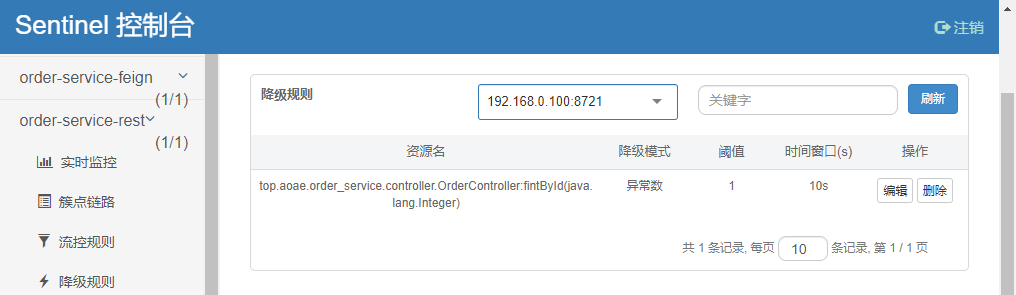 Sentinel 控制台
注销
order-service-feign
(1/1)
order-service-rest
(1/1)
实时监控
簇点链路
流控规则
降级规则
降级规则
192.168.0.100:8721
关键字
刷新
资源名 降级模式 阈值 时间窗口(s) 操作
top.aoae.order_service.controller.OrderController:fintById(java.
lang.Integer)
异常数 1 10s 编辑 删除
共 1 条记录, 每页 10 条记录, 第 1 / 1 页